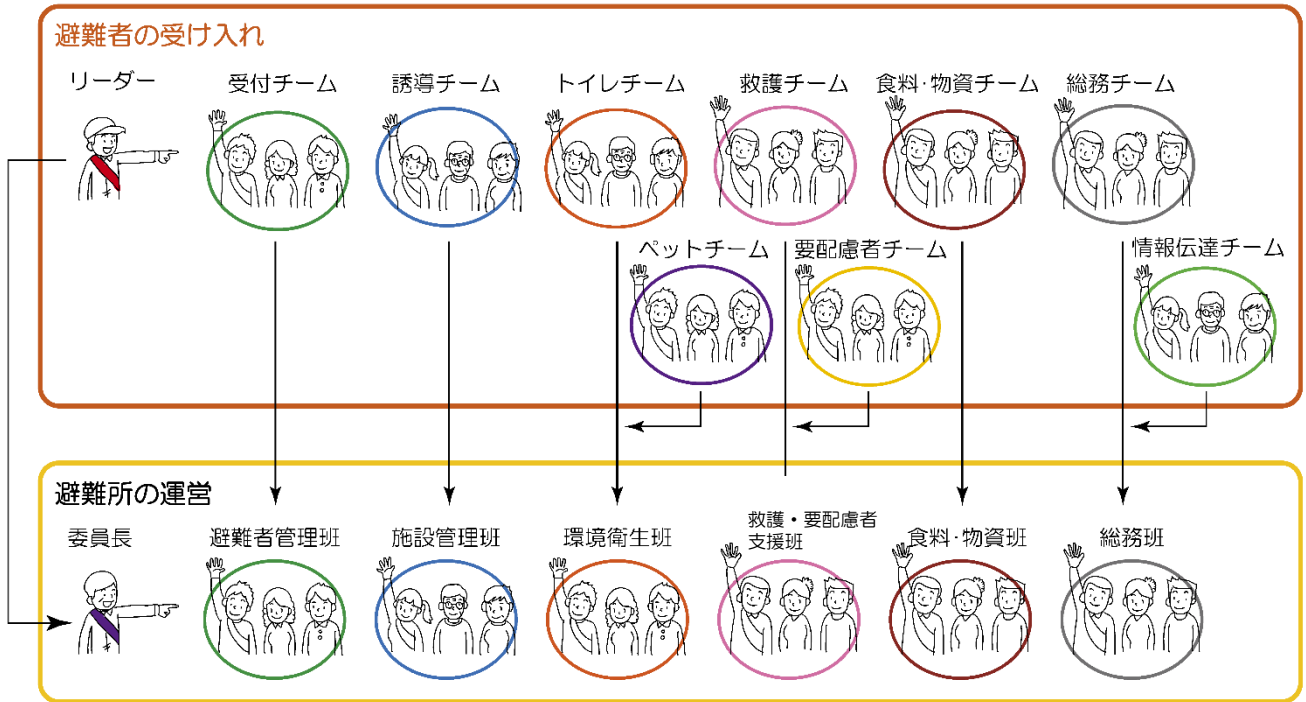 避難者の受け入れ
リーダー
受付チーム
誘導チーム
トイレチーム
救護チーム
食料・物資チーム
総務チーム
ペットチーム
要配慮者チーム
情報伝達チーム
避難所の運営
委員長
避難者管理班
施設管理班
環境衛生班
救護・要配慮者
支援班
食料・物資班
総務班